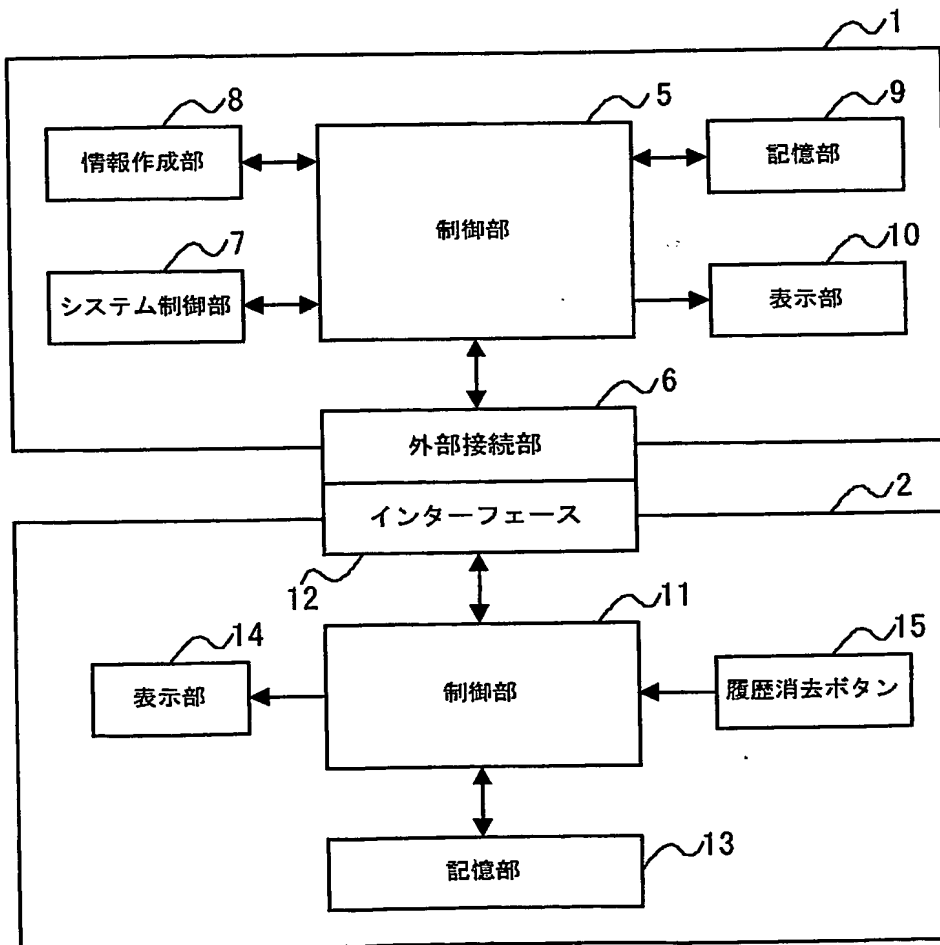 1
8
5
9
情報作成部
制御部
記憶部
7
10
システム制御部
表示部
6
外部接続部
2
インターフェース
12
11
14
15
表示部
制御部
履歴消去ボタン
13
記憶部